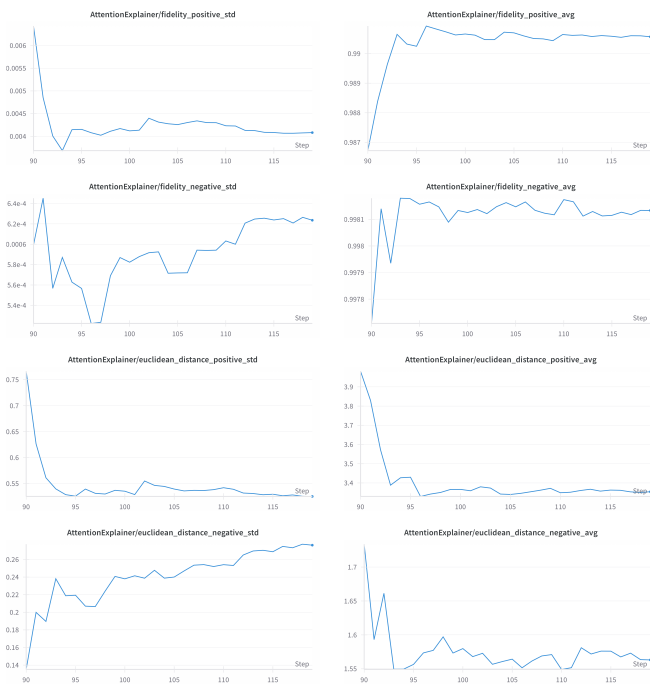 AttentionExplainer/fidelity_positive_std
0.006
0.0055
0.005
0.0045
0.004
Step
90 95 100 105 110 115
AttentionExplainer/fidelity_positive_avg
0.99
0.989
0.988
0.987
Step
90 95 100 105 110 115
AttentionExplainer/fidelity_negative_std
6.4e-4
6.2e-4
0.0006
5.8e-4
5.6e-4
5.4e-4
Step
90 95 100 105 110 115
AttentionExplainer/fidelity_negative_avg
0.9981
0.998
0.9979
0.9978
Step
90 95 100 105 110 115
AttentionExplainer/euclidean_distance_positive_std
0.75
0.7
0.65
0.6
0.55
Step
90 95 100 105 110 115
AttentionExplainer/euclidean_distance_positive_avg
3.9
3.8
3.7
3.6
3.5
3.4
Step
90 95 100 105 110 115
AttentionExplainer/euclidean_distance_negative_std
0.26
0.24
0.22
0.2
0.18
0.16
0.14
Step
90 95 100 105 110 115
AttentionExplainer/euclidean_distance_negative_avg
1.7
1.65
1.6
1.55
Step
90 95 100 105 110 115